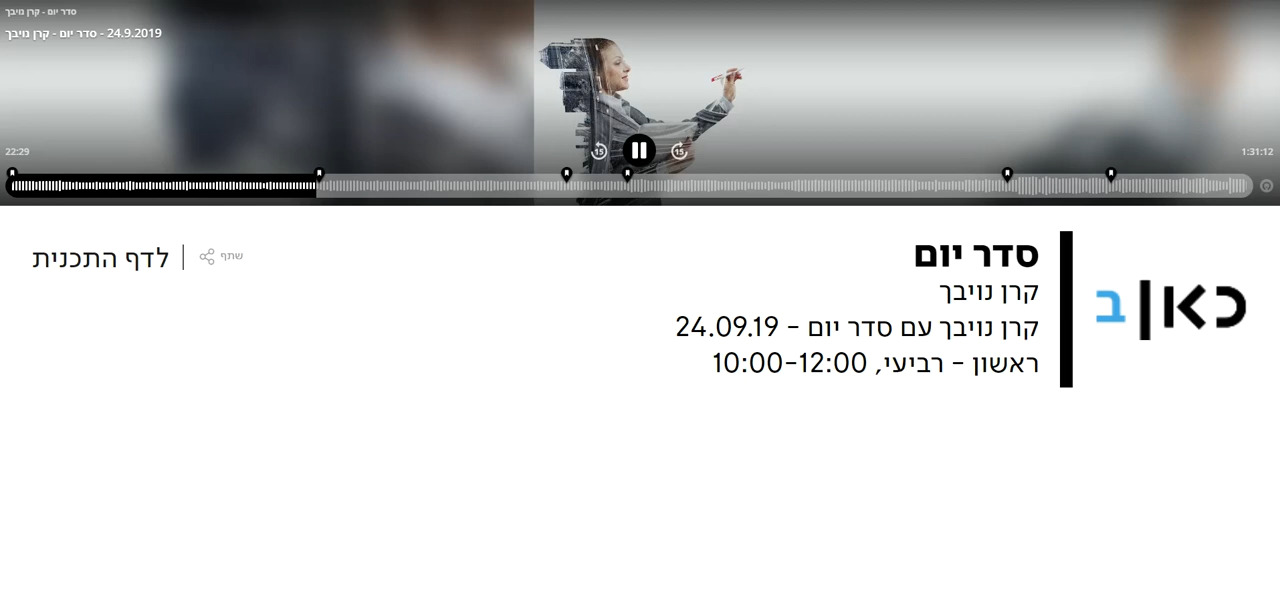 סדר יום - קרן נויבך
סדר יום - קרן נויבך - 24.9.2019
15
15
22:29
1:31:12
כאן ב
סדר יום
קרן נויבך
קרן נויבך עם סדר יום - 24.09.19
ראשון - רביעי, 10:00-12:00
שתף
לדף התכנית